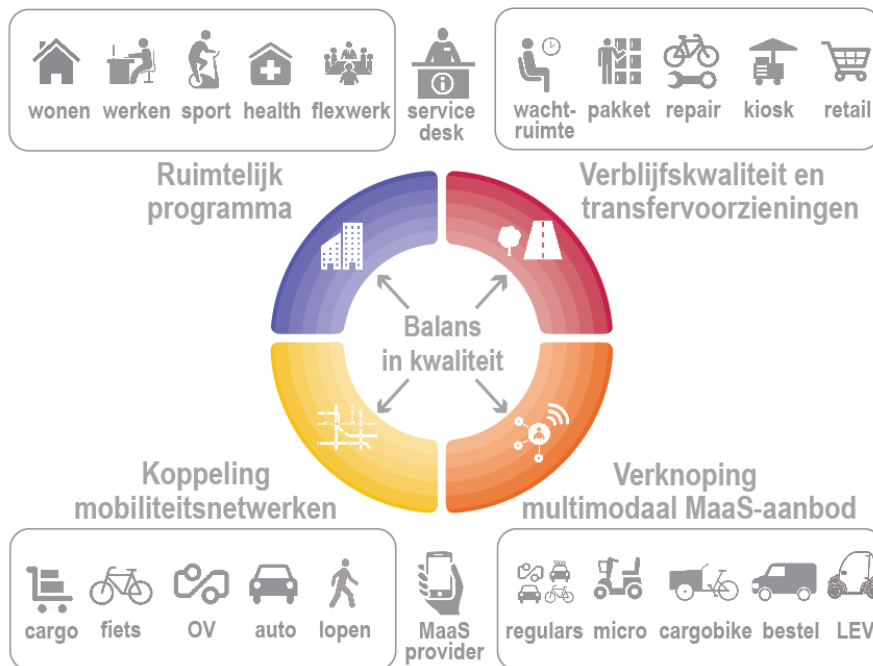 wonen werken sport health flexwerk
service
desk
wacht-
ruimte
pakket repair kiosk retail
Ruimtelijk
programma
Verblijfskwaliteit en
transfervoorzieningen
Balans
in kwaliteit
Koppeling
mobiliteitsnetwerken
Verknoping
multimodaal MaaS-aanbod
cargo fiets OV auto lopen
MaaS
provider
TAXI
regulars micro cargobike bestel LEV